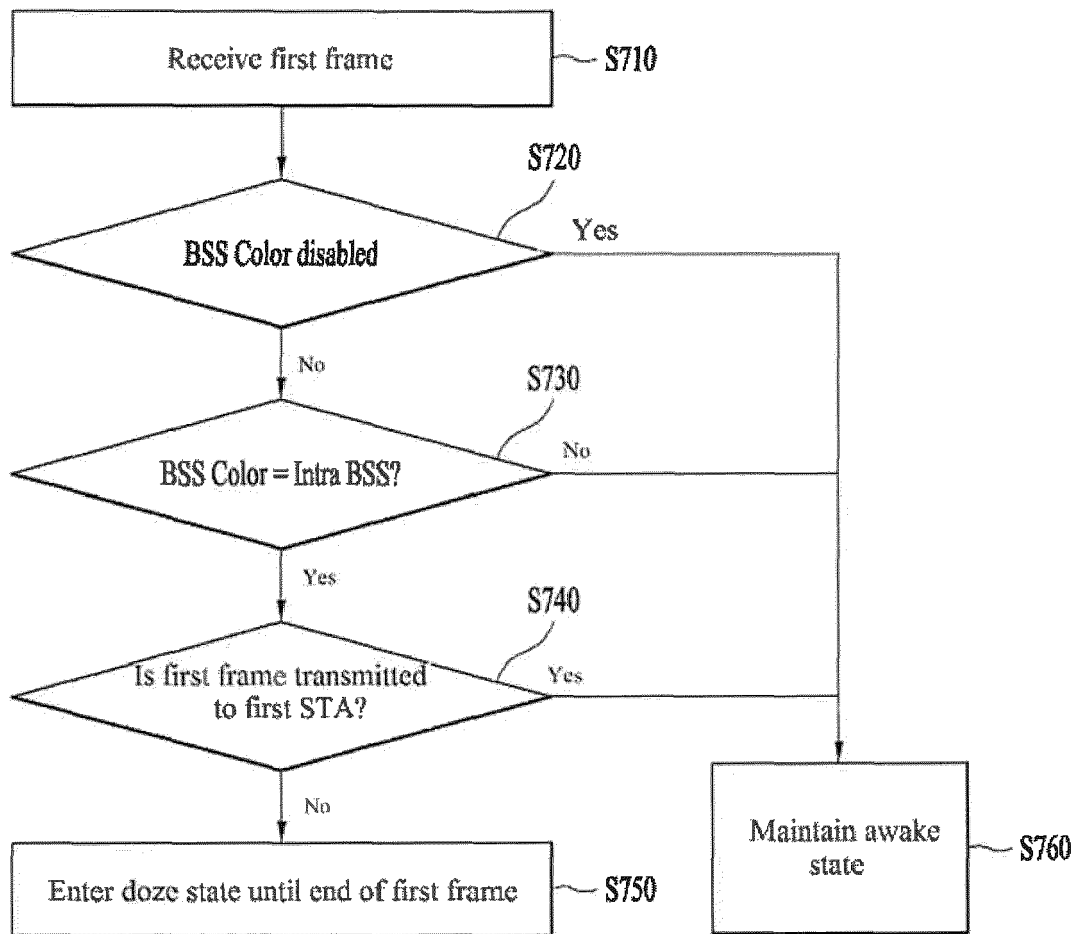 Receive first frame
S710
S720
BSS Color disabled
Yes
No
S730
BSS Color = Intra BSS?
No
Yes
S740
Is first frame transmitted
to first STA?
Yes
No
Enter doze state until end of first frame
S750
Maintain awake
state
S760